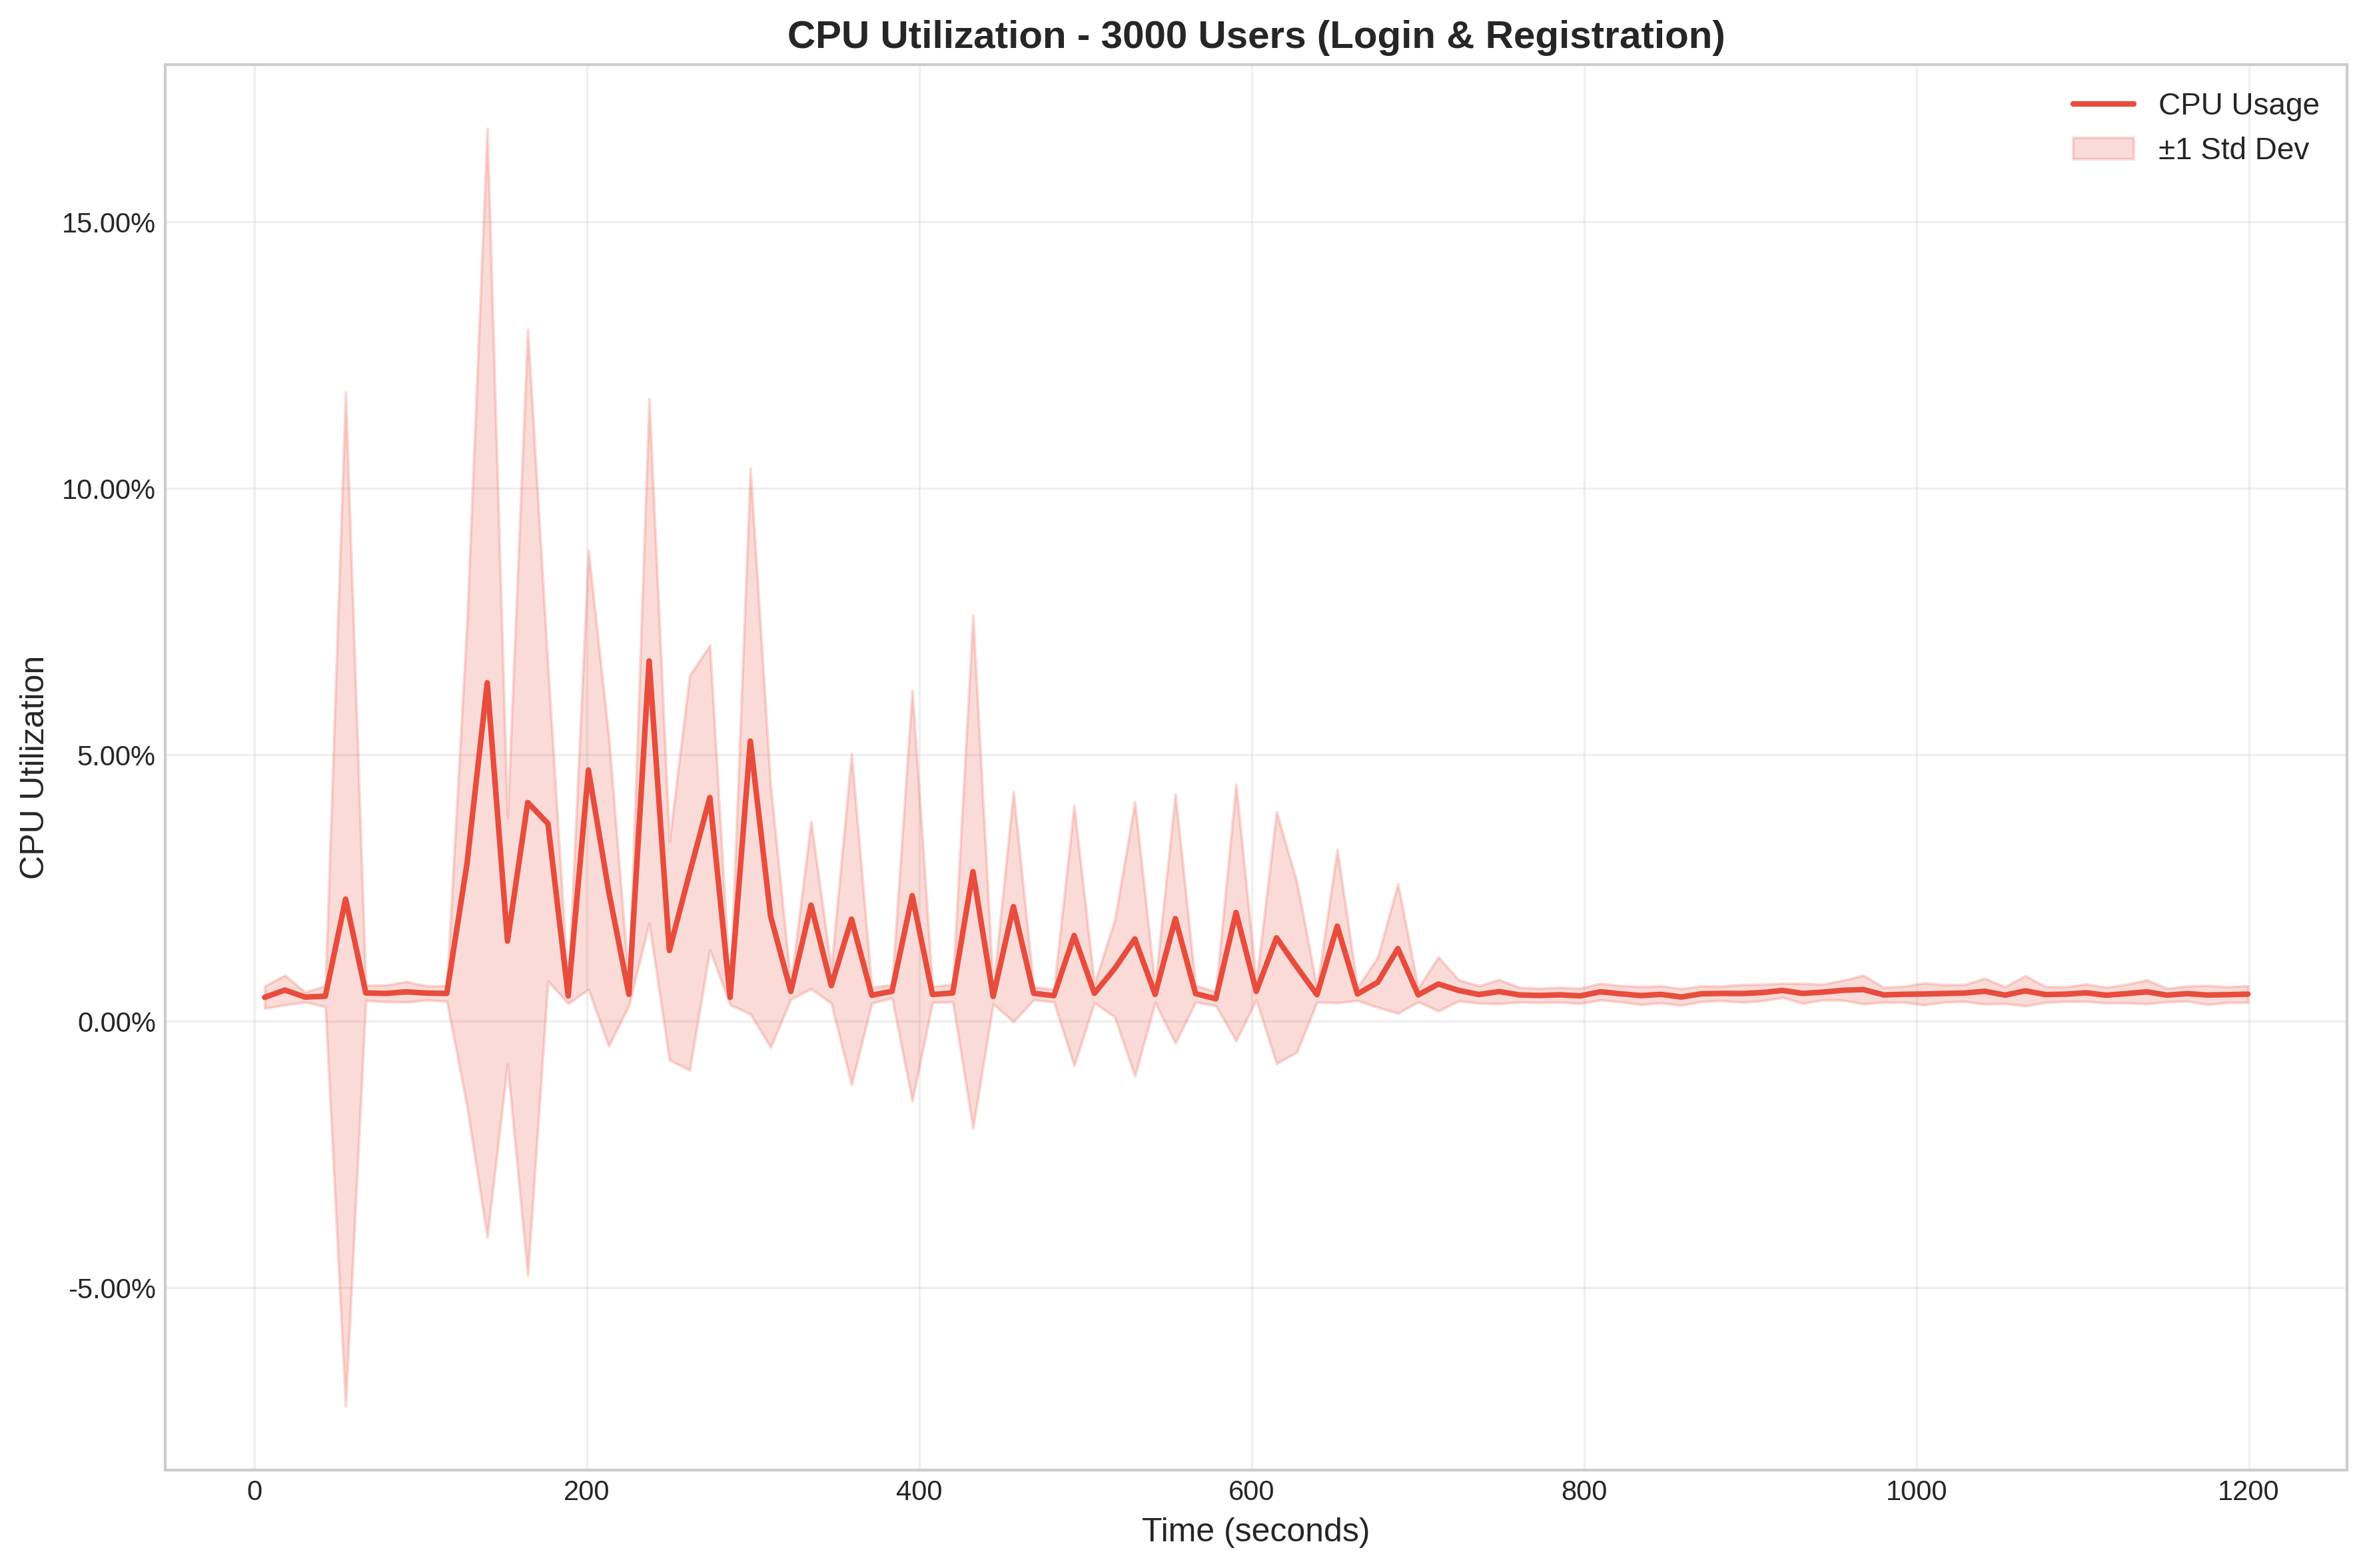 CPU Utilization - 3000 Users (Login & Registration)
CPU Usage
±1 Std Dev
15.00%
10.00%
5.00%
0.00%
-5.00%
CPU Utilization
0 200 400 600 800 1000 1200
Time (seconds)